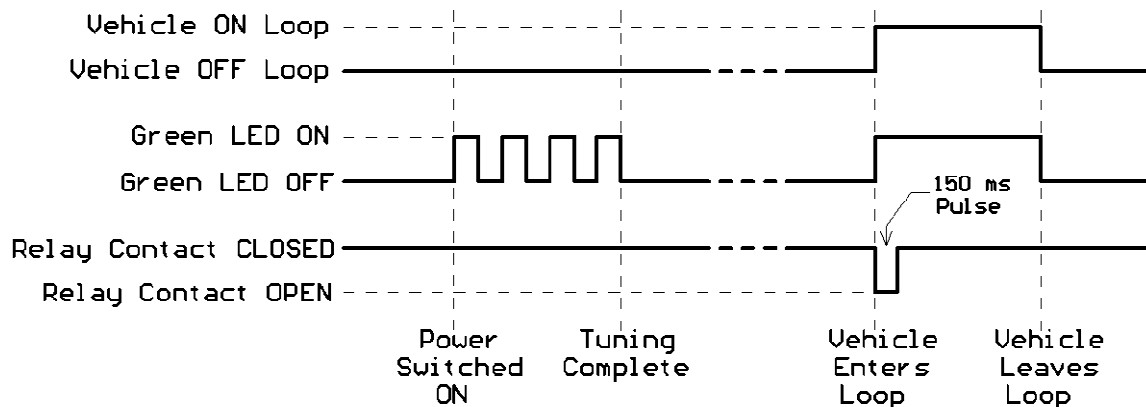 Vehicle ON Loop
Vehicle OFF Loop
Green LED ON
Green LED OFF
150 ms
Pulse
Relay Contact CLOSED
Relay Contact OPEN
Power
Switched
ON
Tuning
Complete
Vehicle
Enters
Loop
Vehicle
Leaves
Loop